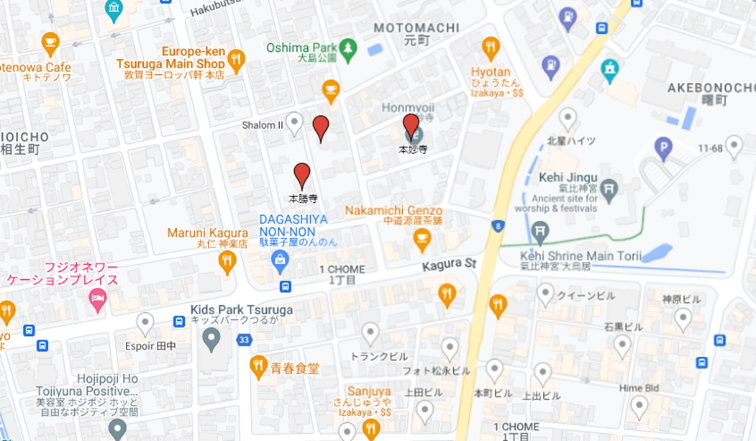 Hakubuts
MOTOMACHI
元町
Oshima Park
大島公園
Europe-ken
Tsuruga Main Shop
敦賀ヨーロッパ軒 本店
otenowa Cafe
キトテノワ
Hyotan
ひょうたん
Izakaya・$$
AKEBONOCHO
曙町
Honmyoji
本妙寺
Shalom II
IOICHO
相生町
北星ハイツ
11-68
本勝寺
Kehi Jingu
氣比神宮
Ancient site for
worship & festivals
DAGASHIYA
NON-NON
駄菓子屋のんのん
Nakamichi Genzo
中道源蔵茶舗
Maruni Kagura
丸仁 神楽店
8
Kehi Shrine Main Torii
氣比神宮 大鳥居
フジオネワー
ケーションプレイス
1 CHOME
1丁目
Kagura St
クイーンビル
神原ビル
Kids Park Tsuruga
キッズパークつるが
yo
Espoir 田中
33
トランクビル
石黒ビル
青春食堂
フォト松永ビル
Hojipoji Ho
Tojiyuna Positive...
美容室 ホジポジ ホッと
自由なポジティブ空間
Sanjuya
さんじゅうや
Izakaya・$$
上田ビル
本町ビル
上出ビル
Hime Bld
1 CHOME
1丁目